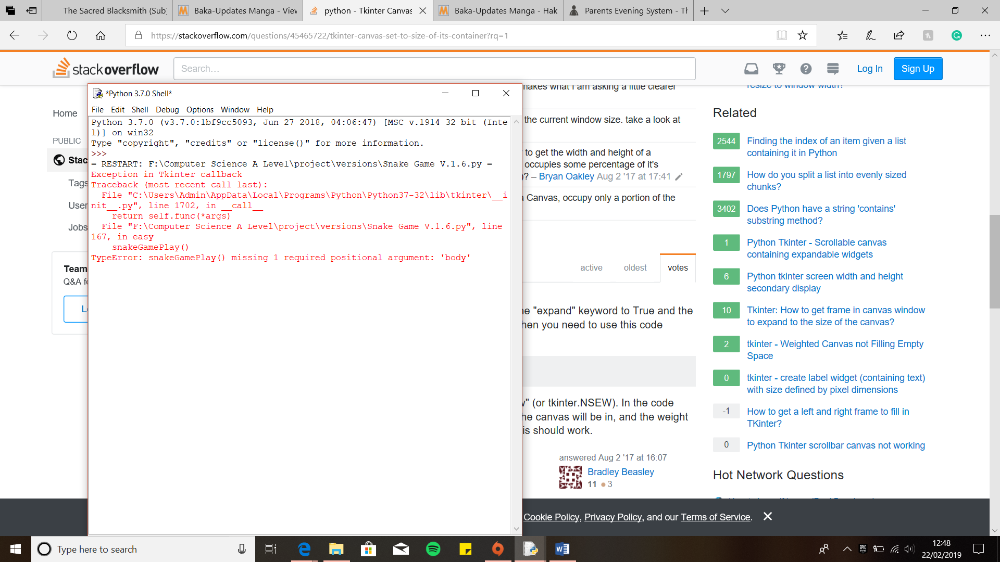 The Sacred Blacksmith (Sub
Baka-Updates Manga - View
python - Tkinter Canvas
Baka-Updates Manga - Hak
Parents Evening System - Th
https://stackoverflow.com/questions/45465722/tkinter-canvas-set-to-size-of-its-container?rq=1
stackoverflow
Search…
Log In
Sign Up
Home
PUBLIC
Stac
Tags
User
Jobs
Team
Q&A fo
L
*Python 3.7.0 Shell*
File Edit Shell Debug Options Window Help
Python 3.7.0 (v3.7.0:1bf9cc5093, Jun 27 2018, 04:06:47) [MSC v.1914 32 bit (Inte
l)] on win32
Type "copyright", "credits" or "license()" for more information.
>>>
= RESTART: F:\Computer Science A Level\project\versions\Snake Game V.1.6.py =
Exception in Tkinter callback
Traceback (most recent call last):
File "C:\Users\Admin\AppData\Local\Programs\Python\Python37-32\lib\tkinter\__i
nit__.py", line 1702, in __call__
return self.func(*args)
File "F:\Computer Science A Level\project\versions\Snake Game V.1.6.py", line
167, in easy
snakeGamePlay()
TypeError: snakeGamePlay() missing 1 required positional argument: 'body'
makes what I am asking a little clearer
the current window size. take a look at
to get the width and height of a
occupies some percentage of it's
)? – Bryan Oakley Aug 2 '17 at 17:41
a Canvas, occupy only a portion of the
active oldest votes
he "expand" keyword to True and the
hen you need to use this code
" (or tkinter.NSEW). In the code
he canvas will be in, and the weight
is should work.
answered Aug 2 '17 at 16:07
Bradley Beasley
11 3
resize to window width?
Related
2544 Finding the index of an item given a list
containing it in Python
1797 How do you split a list into evenly sized
chunks?
3402 Does Python have a string 'contains'
substring method?
1 Python Tkinter - Scrollable canvas
containing expandable widgets
6 Python tkinter screen width and height
secondary display
10 Tkinter: How to get frame in canvas window
to expand to the size of the canvas?
2 tkinter - Weighted Canvas not Filling Empty
Space
0 tkinter - create label widget (containing text)
with size defined by pixel dimensions
-1 How to get a left and right frame to fill in
TKinter?
0 Python Tkinter scrollbar canvas not working
Hot Network Questions
Cookie Policy, Privacy Policy, and our Terms of Service.
Type here to search
12:48
22/02/2019